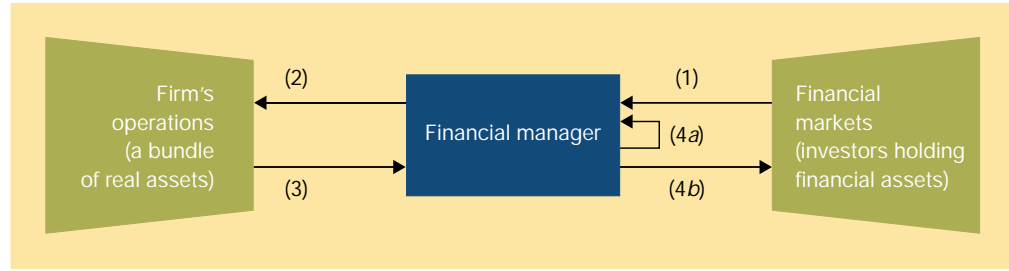 Firm's
operations
(a bundle
of real assets)
(2)
(3)
Financial manager
(1)
(4a)
(4b)
Financial
markets
(investors holding
financial assets)